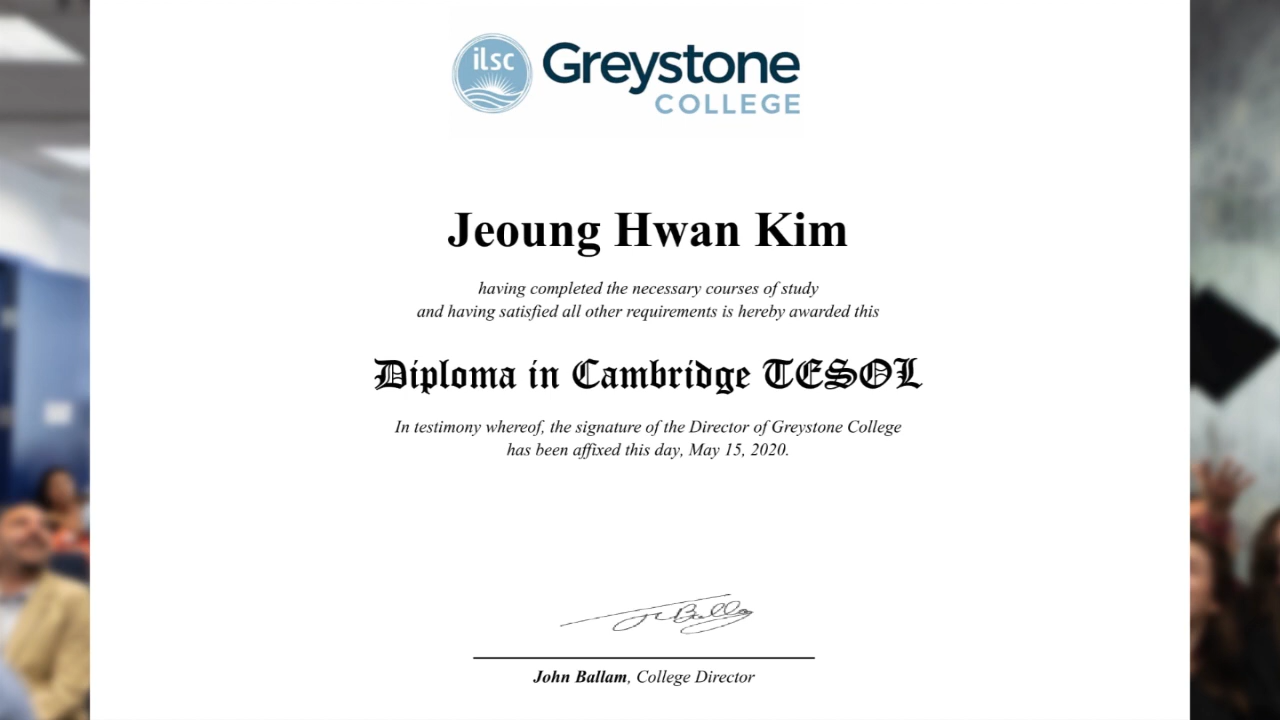 ilsc
Greystone
COLLEGE
Jeoung Hwan Kim
having completed the necessary courses of study
and having satisfied all other requirements is hereby awarded this
Diploma in Cambridge TESOL
In testimony whereof, the signature of the Director of Greystone College
has been affixed this day, May 15, 2020.
John Ballam, College Director